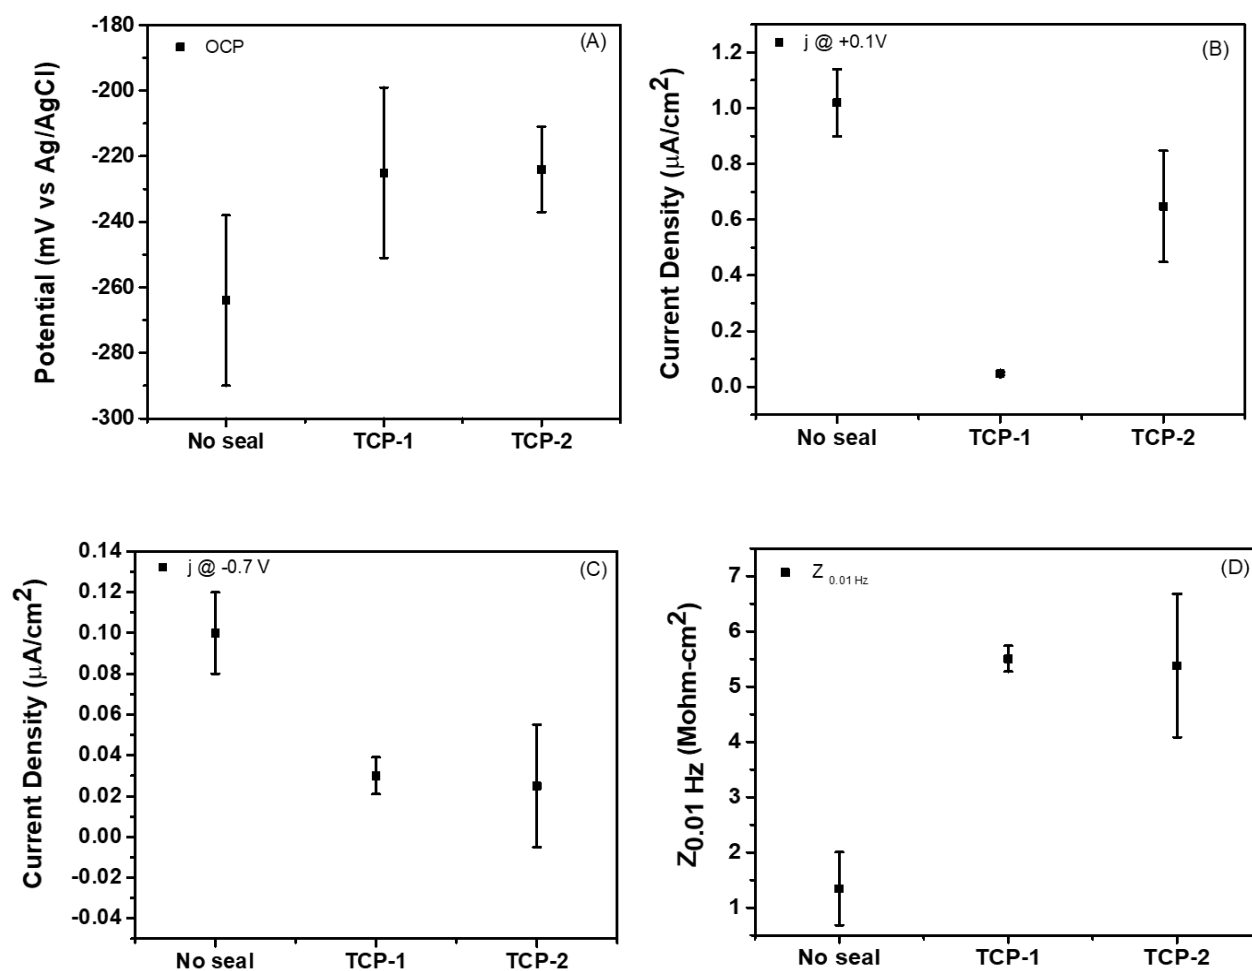 -180
OCP
(A)
-200
-220
-240
-260
-280
-300
Potential (mV vs Ag/AgCl)
No seal TCP-1 TCP-2
j @ +0.1V
(B)
1.2
1.0
0.8
0.6
0.4
0.2
0.0
Current Density (μA/cm²)
No seal TCP-1 TCP-2
0.14
j @ -0.7 V
(C)
0.12
0.10
0.08
0.06
0.04
0.02
0.00
-0.02
-0.04
Current Density (μA/cm²)
No seal TCP-1 TCP-2
Z 0.01 Hz
(D)
7
6
5
4
3
2
1
Z0.01 Hz (Mohm-cm²)
No seal TCP-1 TCP-2